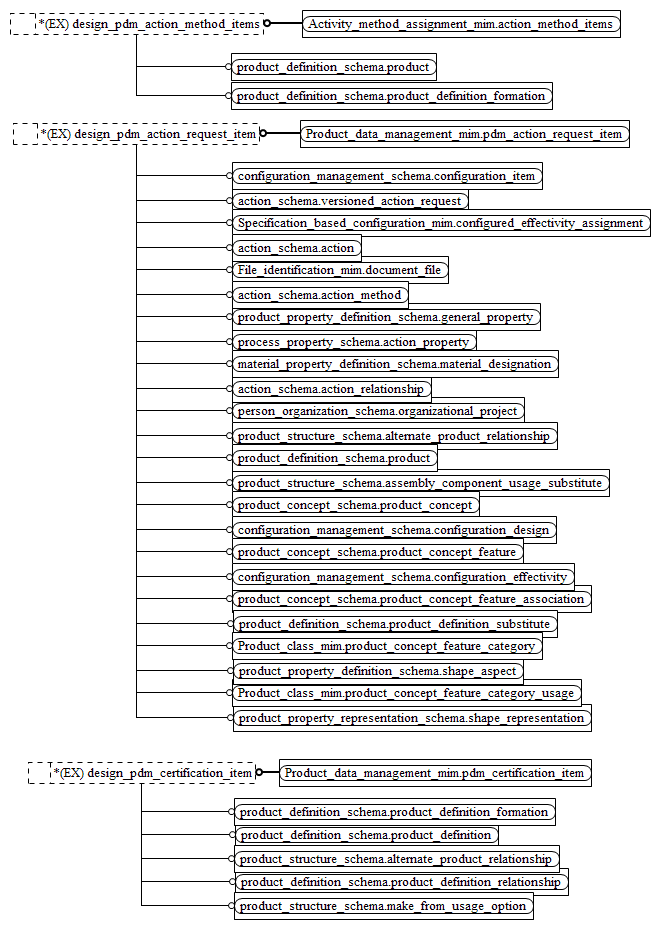 *(EX) design_pdm_action_method_items
Activity_method_assignment_mim.action_method_items
product_definition_schema.product
product_definition_schema.product_definition_formation
*(EX) design_pdm_action_request_item
Product_data_management_mim.pdm_action_request_item
configuration_management_schema.configuration_item
action_schema.versioned_action_request
Specification_based_configuration_mim.configured_effectivity_assignment
action_schema.action
File_identification_mim.document_file
action_schema.action_method
product_property_definition_schema.general_property
process_property_schema.action_property
material_property_definition_schema.material_designation
action_schema.action_relationship
person_organization_schema.organizational_project
product_structure_schema.alternate_product_relationship
product_definition_schema.product
product_structure_schema.assembly_component_usage_substitute
product_concept_schema.product_concept
configuration_management_schema.configuration_design
product_concept_schema.product_concept_feature
configuration_management_schema.configuration_effectivity
product_concept_schema.product_concept_feature_association
product_definition_schema.product_definition_substitute
Product_class_mim.product_concept_feature_category
product_property_definition_schema.shape_aspect
Product_class_mim.product_concept_feature_category_usage
product_property_representation_schema.shape_representation
*(EX) design_pdm_certification_item
Product_data_management_mim.pdm_certification_item
product_definition_schema.product_definition_formation
product_definition_schema.product_definition
product_structure_schema.alternate_product_relationship
product_definition_schema.product_definition_relationship
product_structure_schema.make_from_usage_option